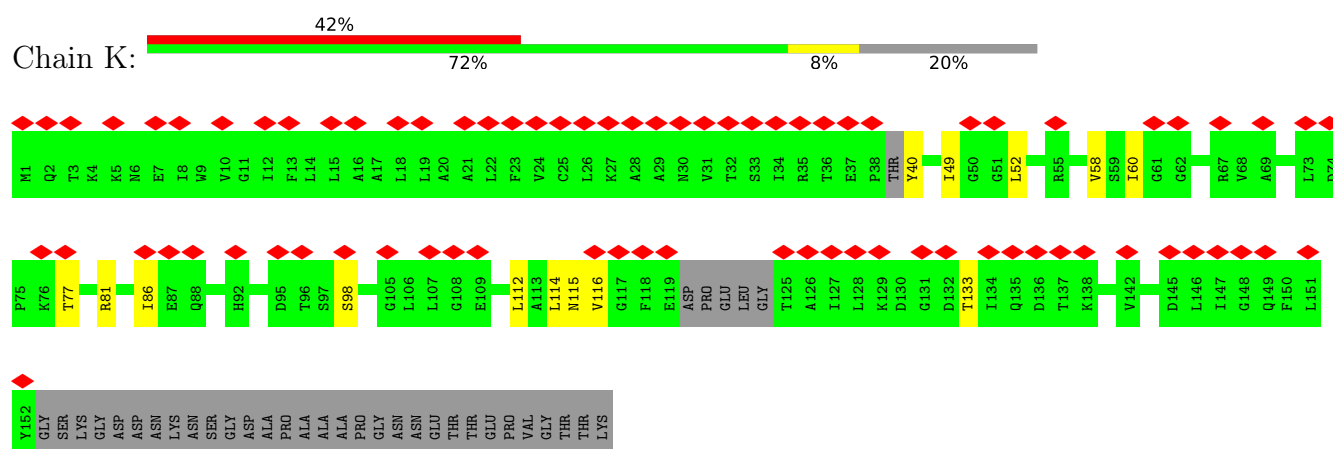 42%
Chain K:
72% 8% 20%
M1 Q2 T3 K4 K5 N6 E7 I8 W9 V10 G11 I12 F13 L14 L15 A16 A17 L18 L19 A20 A21 L22 F23 V24 C25 L26 K27 A28 A29 N30 V31 T32 S33 I34 R35 T36 E37 P38 THR Y40 I49 G50 G51 L52 R55 V58 S59 I60 G61 G62 R67 V68 A69 L73 D74
P75 K76 T77 R81 I86 E87 Q88 H92 D95 T96 S97 S98 G105 L106 L107 G108 E109 L112 A113 L114 N115 V116 G117 F118 E119 ASP PRO GLU LEU GLY T125 A126 I127 L128 K129 D130 G131 D132 T133 I134 Q135 D136 T137 K138 V142 D145 L146 I147 G148 Q149 F150 L151
Y152 GLY SER LYS GLY ASP ASP ASN LYS ASN SER GLY ASP ALA PRO ALA ALA ALA PRO GLY ASN ASN GLU THR THR GLU PRO VAL GLY THR THR LYS